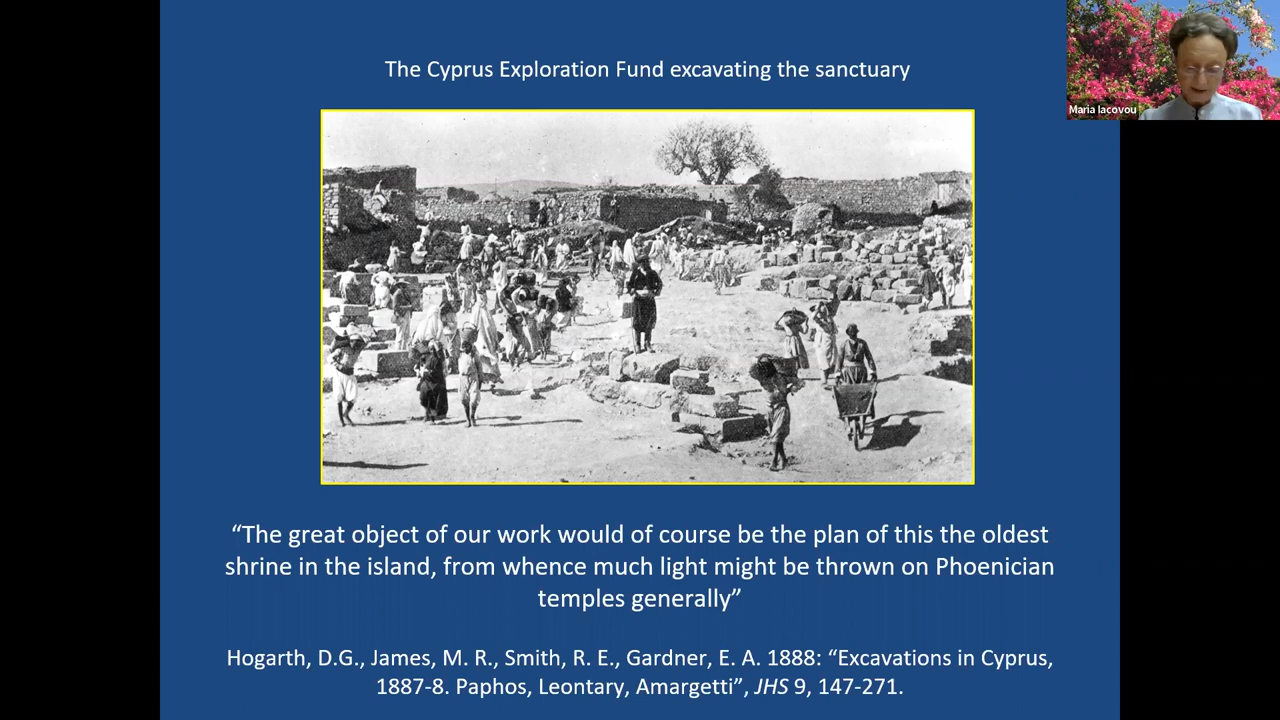 The Cyprus Exploration Fund excavating the sanctuary
Maria Iacovou
“The great object of our work would of course be the plan of this the oldest
shrine in the island, from whence much light might be thrown on Phoenician
temples generally”
Hogarth, D.G., James, M. R., Smith, R. E., Gardner, E. A. 1888: “Excavations in Cyprus,
1887-8. Paphos, Leontary, Amargetti”, JHS 9, 147-271.